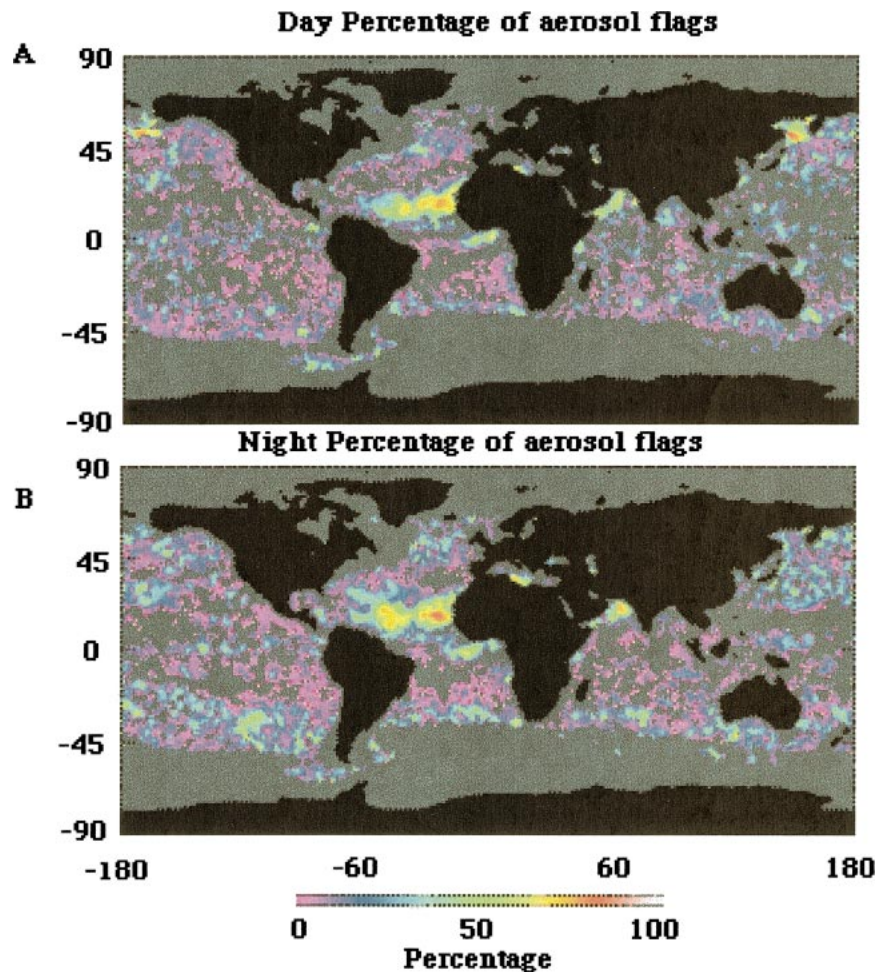 Day Percentage of aerosol flags
A
90
45
0
-45
-90
Night Percentage of aerosol flags
B
90
45
0
-45
-90
-180 -60 60 180
0 50 100
Percentage